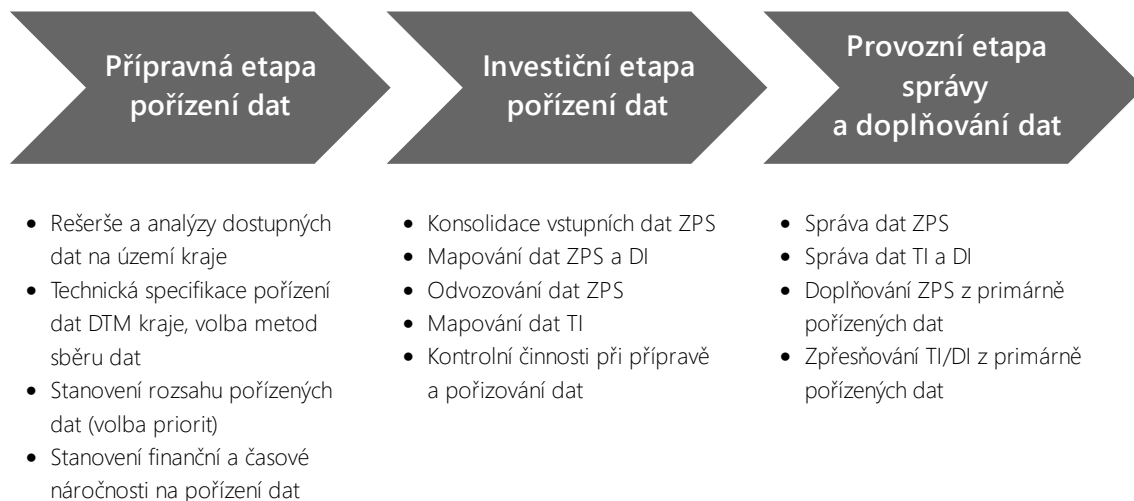 Přípravná etapa
pořízení dat
Investiční etapa
pořízení dat
Provozní etapa
správy
a doplňování dat
• Rešerše a analýzy dostupných
dat na území kraje
• Technická specifikace pořízení
dat DTM kraje, volba metod
sběru dat
• Stanovení rozsahu pořízených
dat (volba priorit)
• Stanovení finanční a časové
náročnosti na pořízení dat
• Konsolidace vstupních dat ZPS
• Mapování dat ZPS a DI
• Odvozování dat ZPS
• Mapování dat TI
• Kontrolní činnosti při přípravě
a pořizování dat
• Správa dat ZPS
• Správa dat TI a DI
• Doplňování ZPS z primárně
pořízených dat
• Zpřesňování TI/DI z primárně
pořízených dat